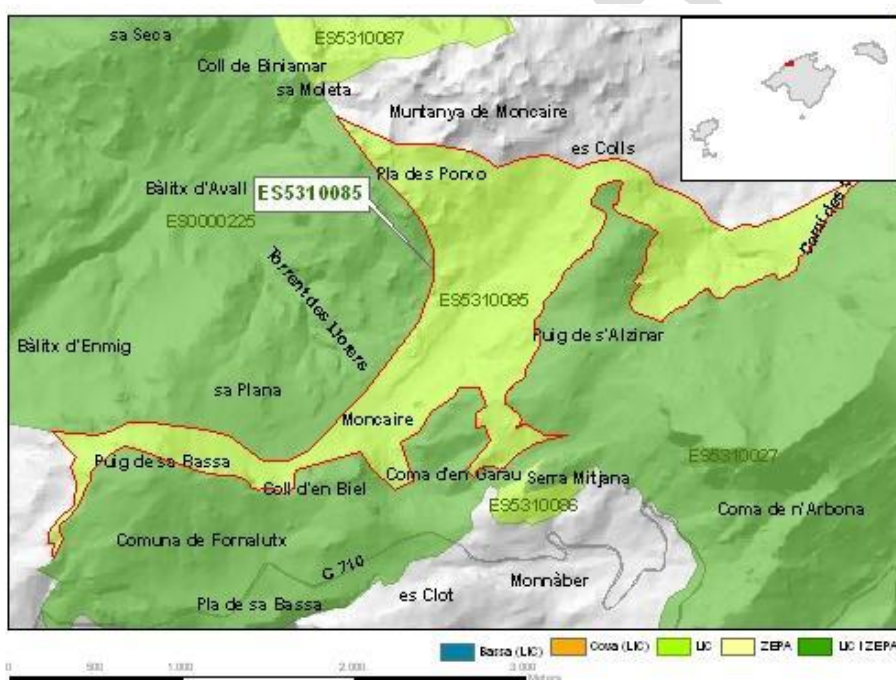 sa Seca
ES5310087
Coll de Biniamar
sa Moleta
Muntanya de Moncaire
es Colls
Pla des Porxo
Bàlitx d'Avall
ES5310085
ES0000225
Camí des
Torrent des Llorers
ES5310085
Puig de s'Alzinar
Bàlitx d'Enmig
sa Plana
Moncaire
Puig de sa Bassa
ES5310027
Coma d'en Garau
Serra Mitjana
Coll d'en Biel
ES5310086
Coma de n'Arbona
Comuna de Fornalutx
C 710
Monnàber
es Clot
Pla de sa Bassa
Bassa (LIC)
Cova (LIC)
LIC
ZEPA
LIC I ZEPA
0 500 1.000 2.000 3.000
Meters